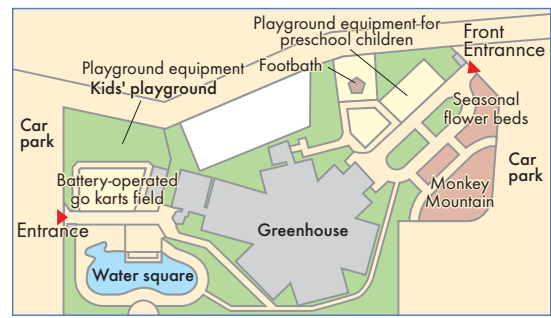 Playground equipment for
preschool children
Front
Entrannce
Footbath
Playground equipment
Kids' playground
Seasonal
flower beds
Car
park
Car
park
Battery-operated
go karts field
Monkey
Mountain
Entrance
Greenhouse
Water square